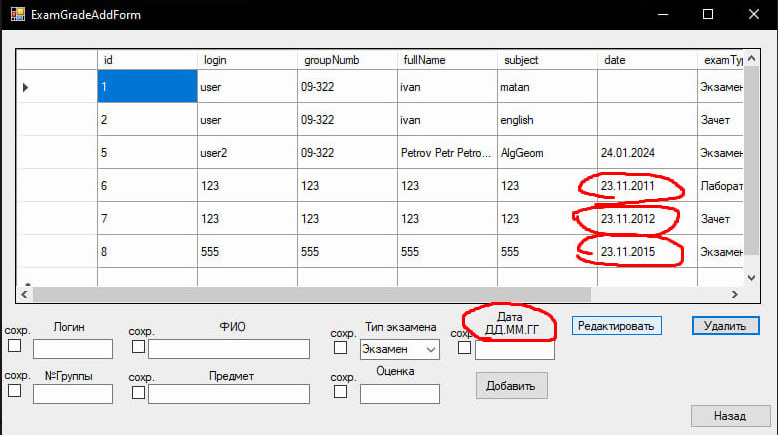 ExamGradeAddForm
id login groupNumb fullName subject date examTyp
1 user 09-322 ivan matan Экзамен
2 user 09-322 ivan english Зачет
5 user2 09-322 Petrov Petr Petro... AlgGeom 24.01.2024 Экзамен
6 123 123 123 123 23.11.2011 Лаборат
7 123 123 123 123 23.11.2012 Зачет
8 555 555 555 555 23.11.2015 Экзамен
сохр. Логин сохр. ФИО сохр. Тип экзамена сохр. Дата
ДД.ММ.ГГ
Экзамен
Редактировать Удалить
сохр. №Группы сохр. Предмет сохр. Оценка
Добавить
Назад